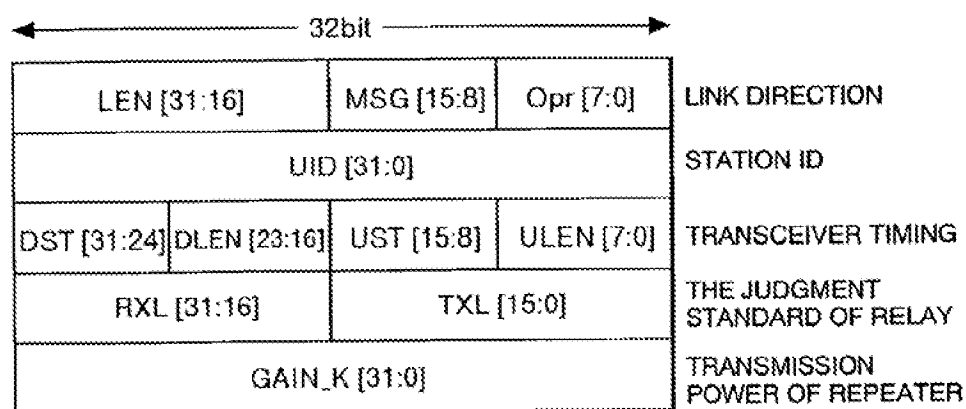 32bit
LEN [31:16] MSG [15:8] Opr [7:0] LINK DIRECTION
UID [31:0] STATION ID
DST [31:24] DLEN [23:16] UST [15:8] ULEN [7:0] TRANSCEIVER TIMING
RXL [31:16] TXL [15:0] THE JUDGMENT
STANDARD OF RELAY
GAIN_K [31:0] TRANSMISSION
POWER OF REPEATER